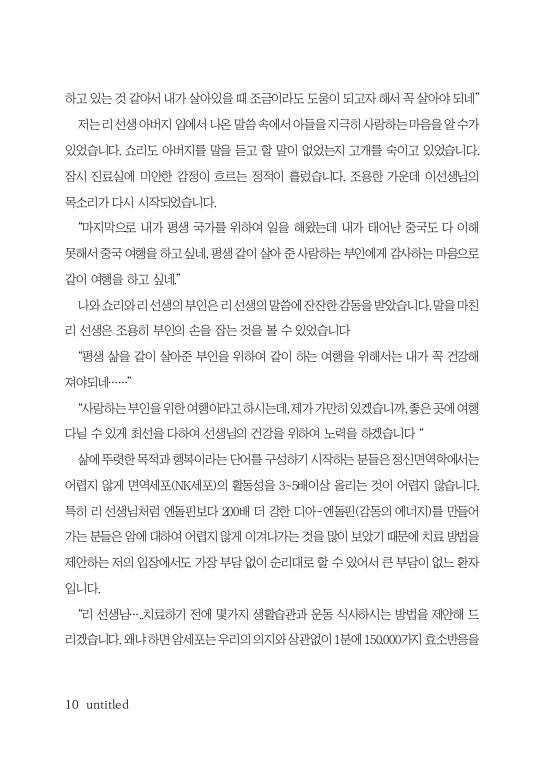 하고 있는 것 같아서 내가 살아있을 때 조금이라도 도움이 되고자 해서 꼭 살아야 되네”
저는 리 선생 아버지 입에서 나온 말씀 속에서 아들을 지극히 사랑하는 마음을 알 수가
있었습니다. 쇼리도 아버지를 말을 듣고 할 말이 없었는지 고개를 숙이고 있었습니다.
잠시 진료실에 미안한 감정이 흐르는 정적이 흘렀습니다. 조용한 가운데 이선생님의
목소리가 다시 시작되었습니다.
“마지막으로 내가 평생 국가를 위하여 일을 해왔는데 내가 태어난 중국도 다 이해
못해서 중국 여행을 하고 싶네, 평생 같이 살아 준 사랑하는 부인에게 감사하는 마음으로
같이 여행을 하고 싶네.”
나와 쇼리와 리 선생의 부인은 리 선생의 말씀에 잔잔한 감동을 받았습니다. 말을 마친
리 선생은 조용히 부인의 손을 잡는 것을 볼 수 있었습니다
“평생 삶을 같이 살아준 부인을 위하여 같이 하는 여행을 위해서는 내가 꼭 건강해
져야되네……”
“사랑하는 부인을 위한 여행이라고 하시는데, 제가 가만히 있겠습니까, 좋은 곳에 여행
다닐 수 있게 최선을 다하여 선생님의 건강을 위하여 노력을 하겠습니다 “
삶에 뚜렷한 목적과 행복이라는 단어를 구성하기 시작하는 분들은 정신면역학에서는
어렵지 않게 면역세포(NK세포)의 활동성을 3~5배이상 올리는 것이 어렵지 않습니다.
특히 리 선생님처럼 엔돌핀보다 200배 더 강한 디아-엔돌핀(감동의 에너지)를 만들어
가는 분들은 암에 대하여 어렵지않게 이겨나가는 것을 많이 보았기 때문에 치료 방법을
제안하는 저의 입장에서도 가장 부담 없이 순리대로 할 수 있어서 큰 부담이 없느 환자
입니다.
“리 선생님…..치료하기 전에 몇가지 생활습관과 운동 식사하시는 방법을 제안해 드
리겠습니다. 왜냐 하면 암세포는 우리의 의지와 상관없이 1분에 150,000가지 효소반응을
10 untitled